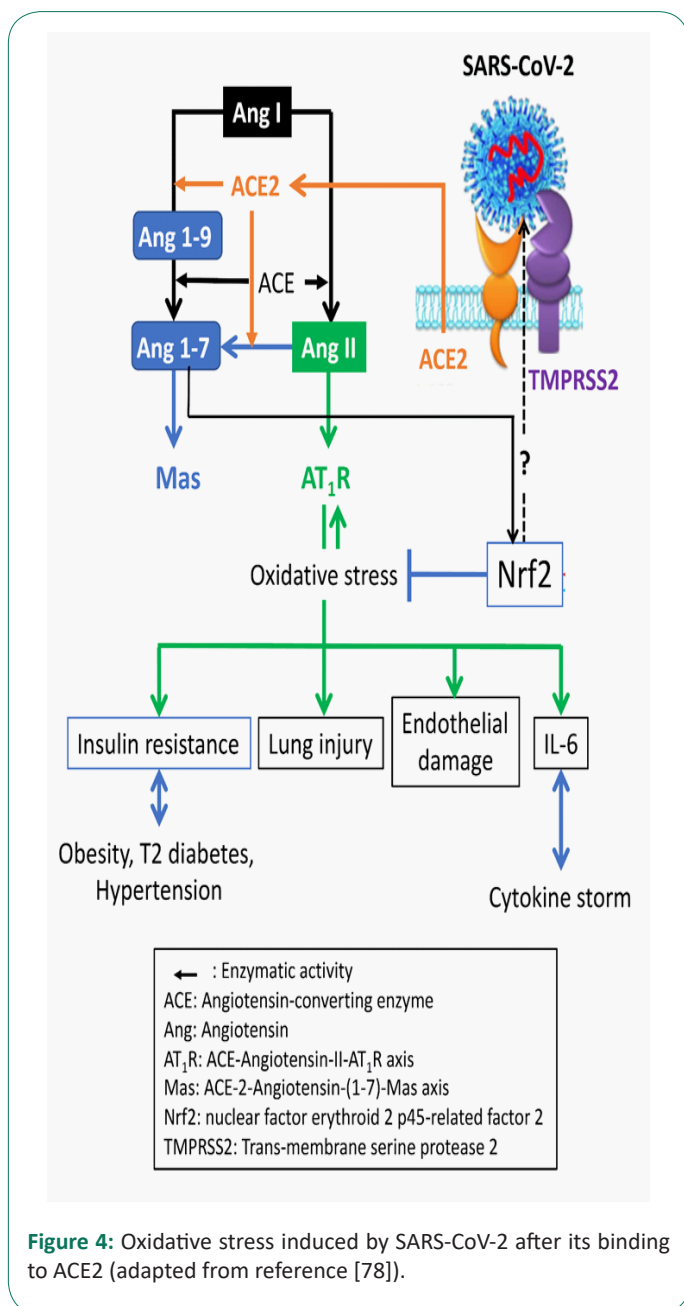 SARS-CoV-2
Ang I
ACE2
Ang 1-9
ACE
Ang 1-7
Ang II
ACE2
TMPRSS2
Mas
AT₁R
?
Oxidative stress
Nrf2
Insulin resistance
Lung injury
Endothelial
damage
IL-6
Obesity, T2 diabetes,
Hypertension
Cytokine storm
← : Enzymatic activity
ACE: Angiotensin-converting enzyme
Ang: Angiotensin
AT₁R: ACE-Angiotensin-II-AT₁R axis
Mas: ACE-2-Angiotensin-(1-7)-Mas axis
Nrf2: nuclear factor erythroid 2 p45-related factor 2
TMPRSS2: Trans-membrane serine protease 2
Figure 4: Oxidative stress induced by SARS-CoV-2 after its binding
to ACE2 (adapted from reference [78]).